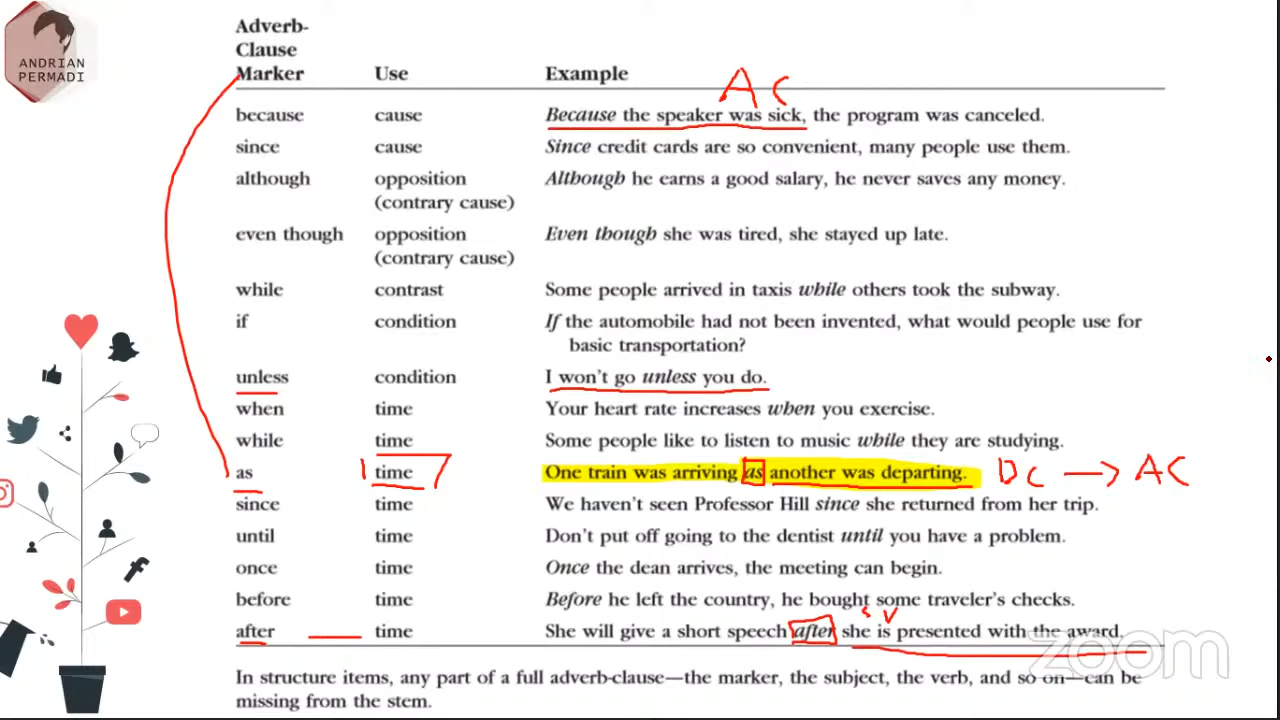 ANDRIAN
PERMADI
Adverb-
Clause
Marker Use Example
A C
because cause Because the speaker was sick, the program was canceled.
since cause Since credit cards are so convenient, many people use them.
although opposition Although he earns a good salary, he never saves any money.
(contrary cause)
even though opposition Even though she was tired, she stayed up late.
(contrary cause)
while contrast Some people arrived in taxis while others took the subway.
if condition If the automobile had not been invented, what would people use for
basic transportation?
unless condition I won't go unless you do.
when time Your heart rate increases when you exercise.
while time Some people like to listen to music while they are studying.
as time One train was arriving as another was departing. DC → AC
since time We haven't seen Professor Hill since she returned from her trip.
until time Don't put off going to the dentist until you have a problem.
once time Once the dean arrives, the meeting can begin.
before time Before he left the country, he bought some traveler's checks.
s v
after time She will give a short speech after she is presented with the award.
zoom
In structure items, any part of a full adverb-clause—the marker, the subject, the verb, and so on—can be
missing from the stem.